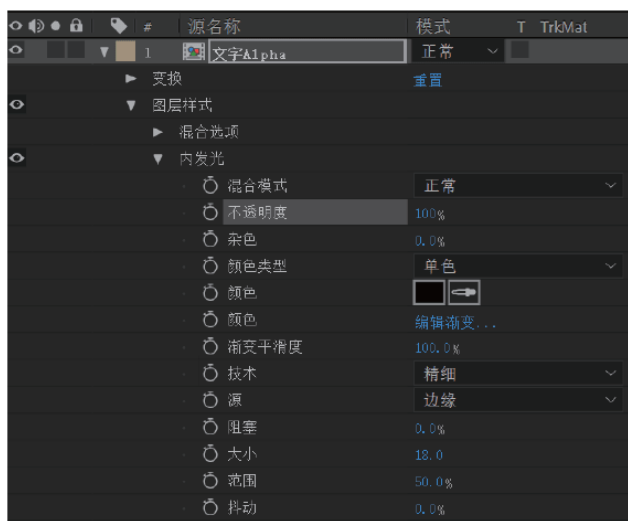 # 源名称 模式 T TrkMat
1 文字Alpha 正常
变换 重置
图层样式
混合选项
内发光
混合模式 正常
不透明度 100%
杂色 0.0%
颜色类型 单色
颜色
颜色 编辑渐变...
渐变平滑度 100.0%
技术 精细
源 边缘
阻塞 0.0%
大小 18.0
范围 50.0%
抖动 0.0%